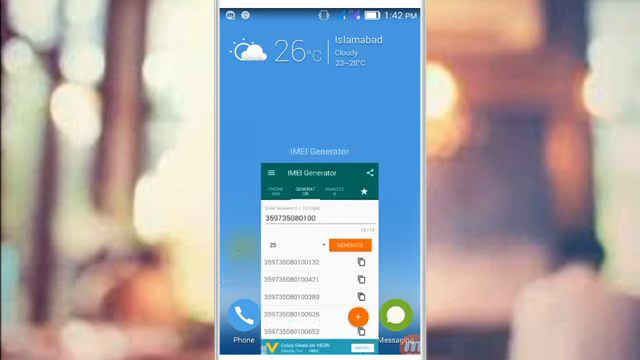 1:42 PM
26°C
Islamabad
Cloudy
23~28°C
IMEI Generator
IMEI Generator
GENERAT
OR
359735080100
25
GENERATE
359735080100132
359735080100421
359735080100389
359735080100926
359735080100652
Phone
Messaging